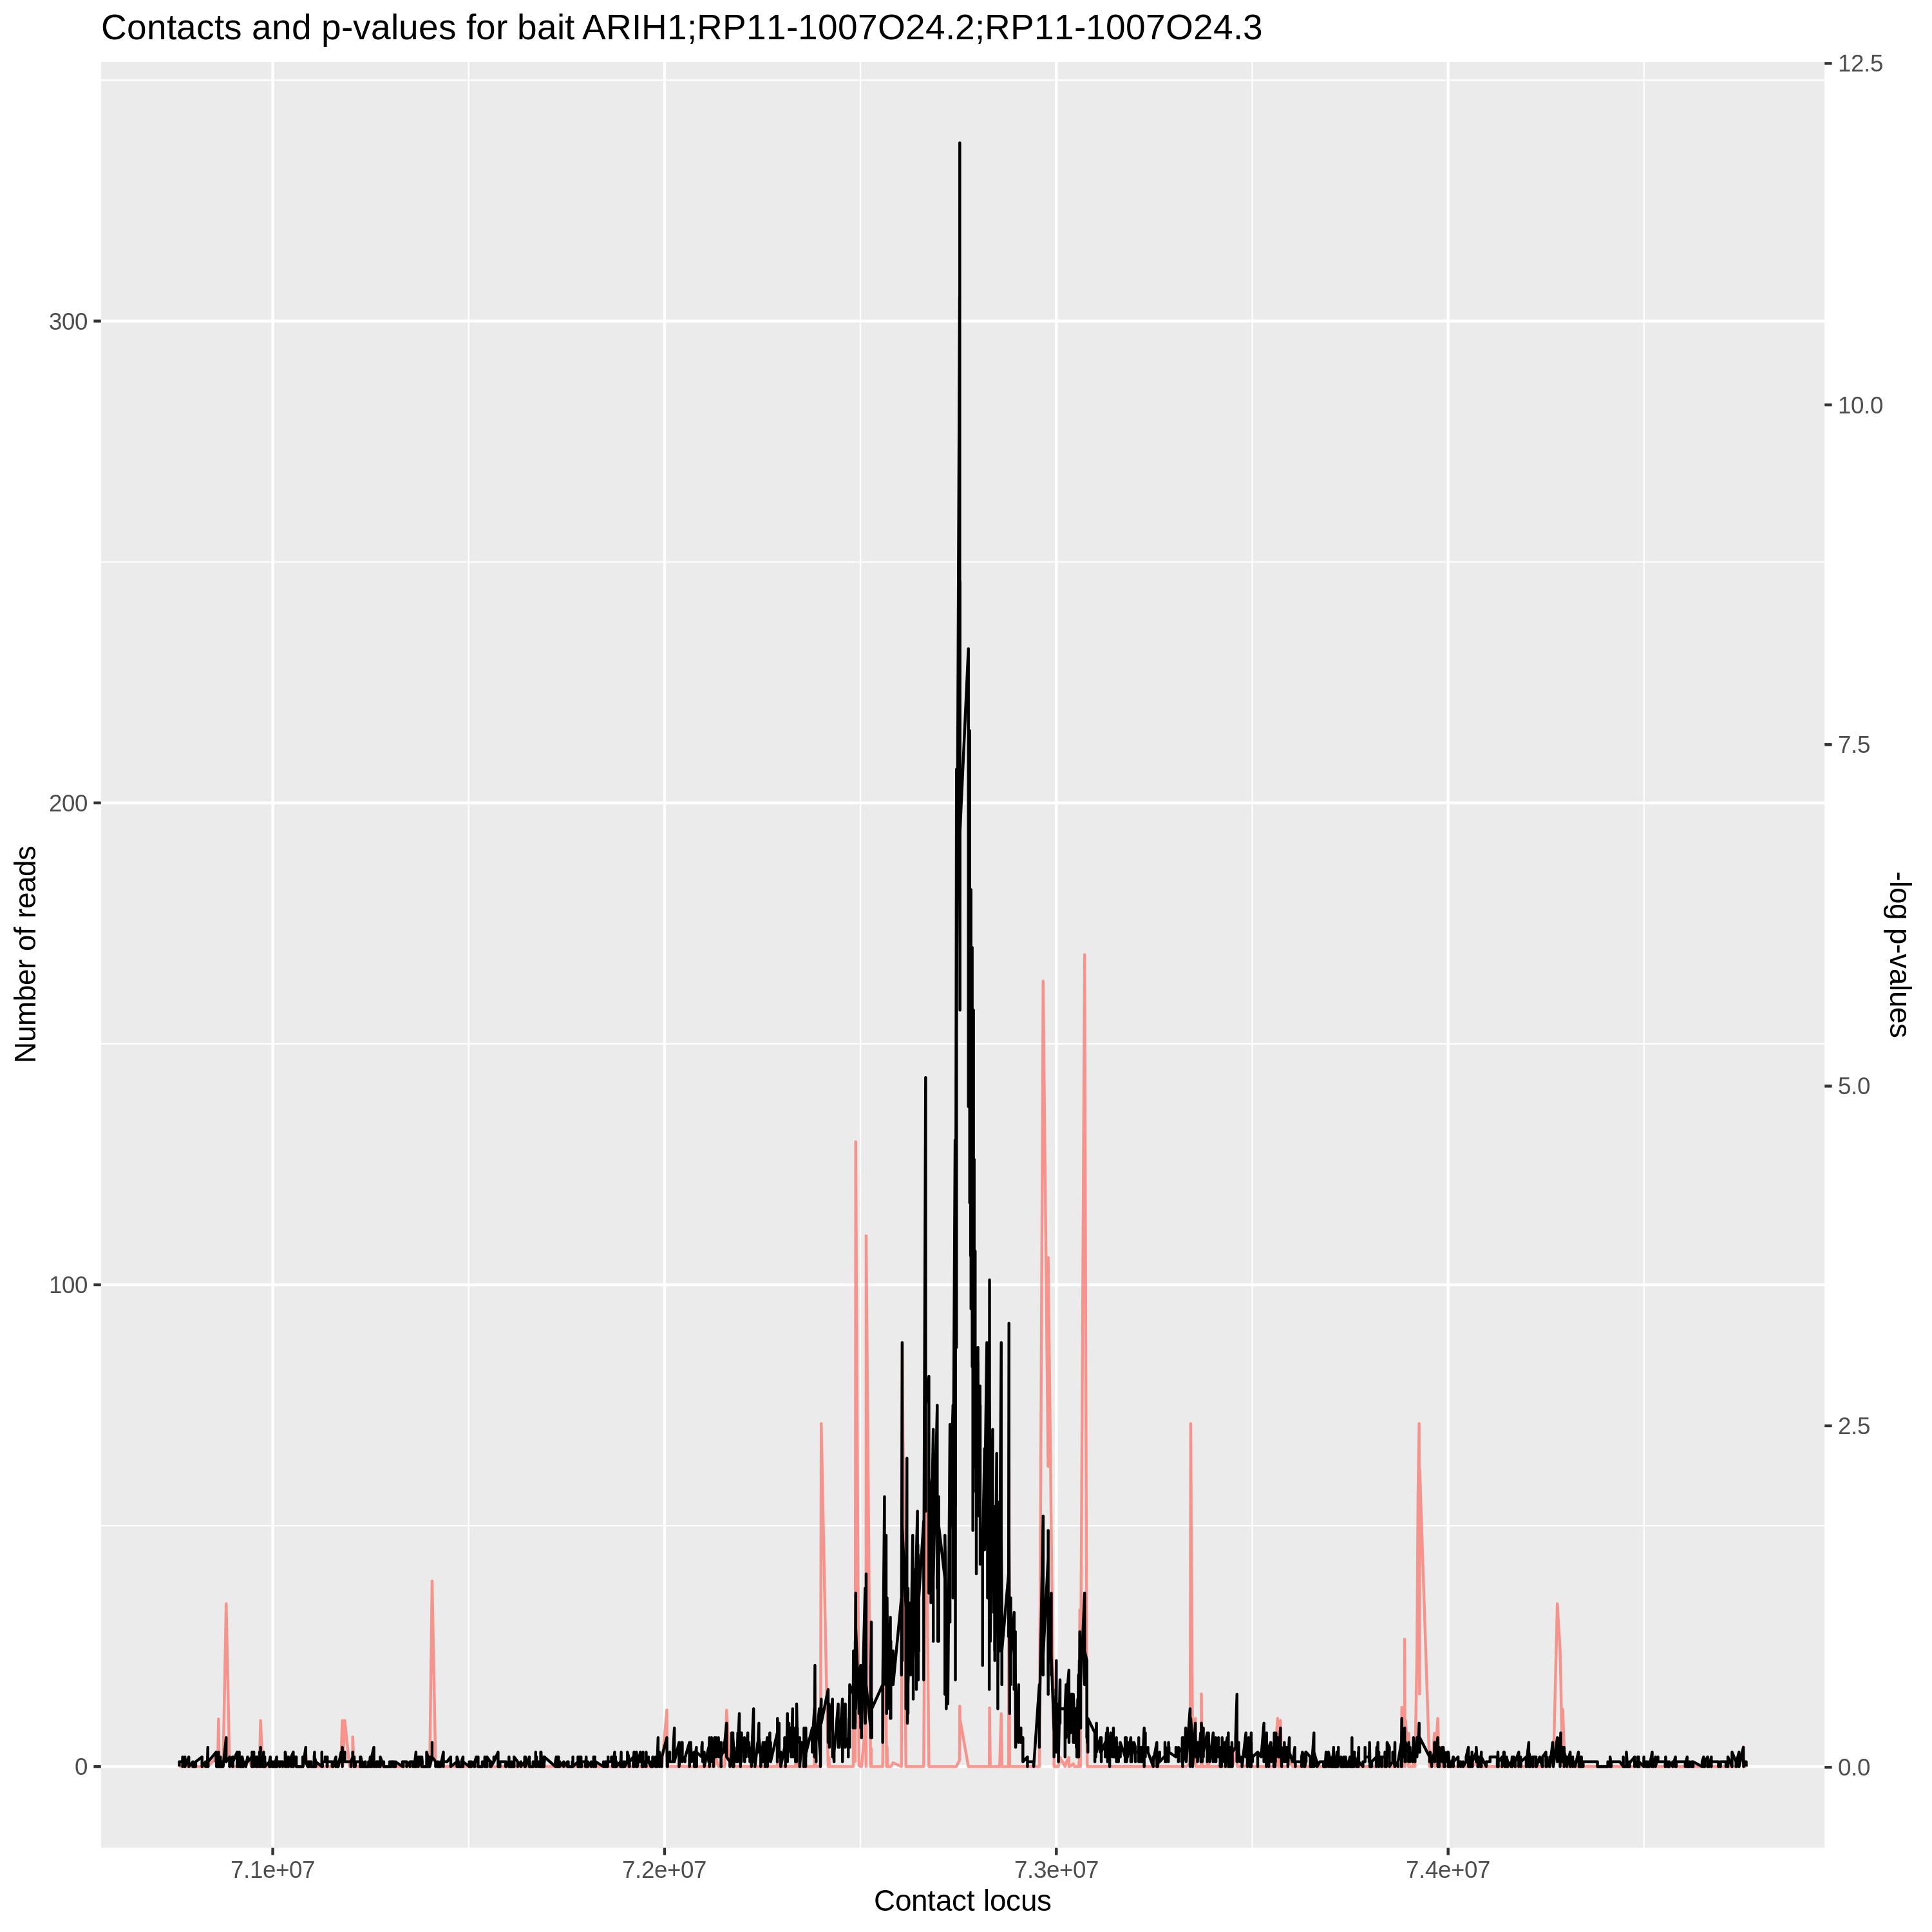 Contacts and p-values for bait ARIH1;RP11-1007O24.2;RP11-1007O24.3
Number of reads
300
200
100
0
12.5
10.0
7.5
5.0
2.5
0.0
-log p-values
7.1e+07
7.2e+07
7.3e+07
7.4e+07
Contact locus